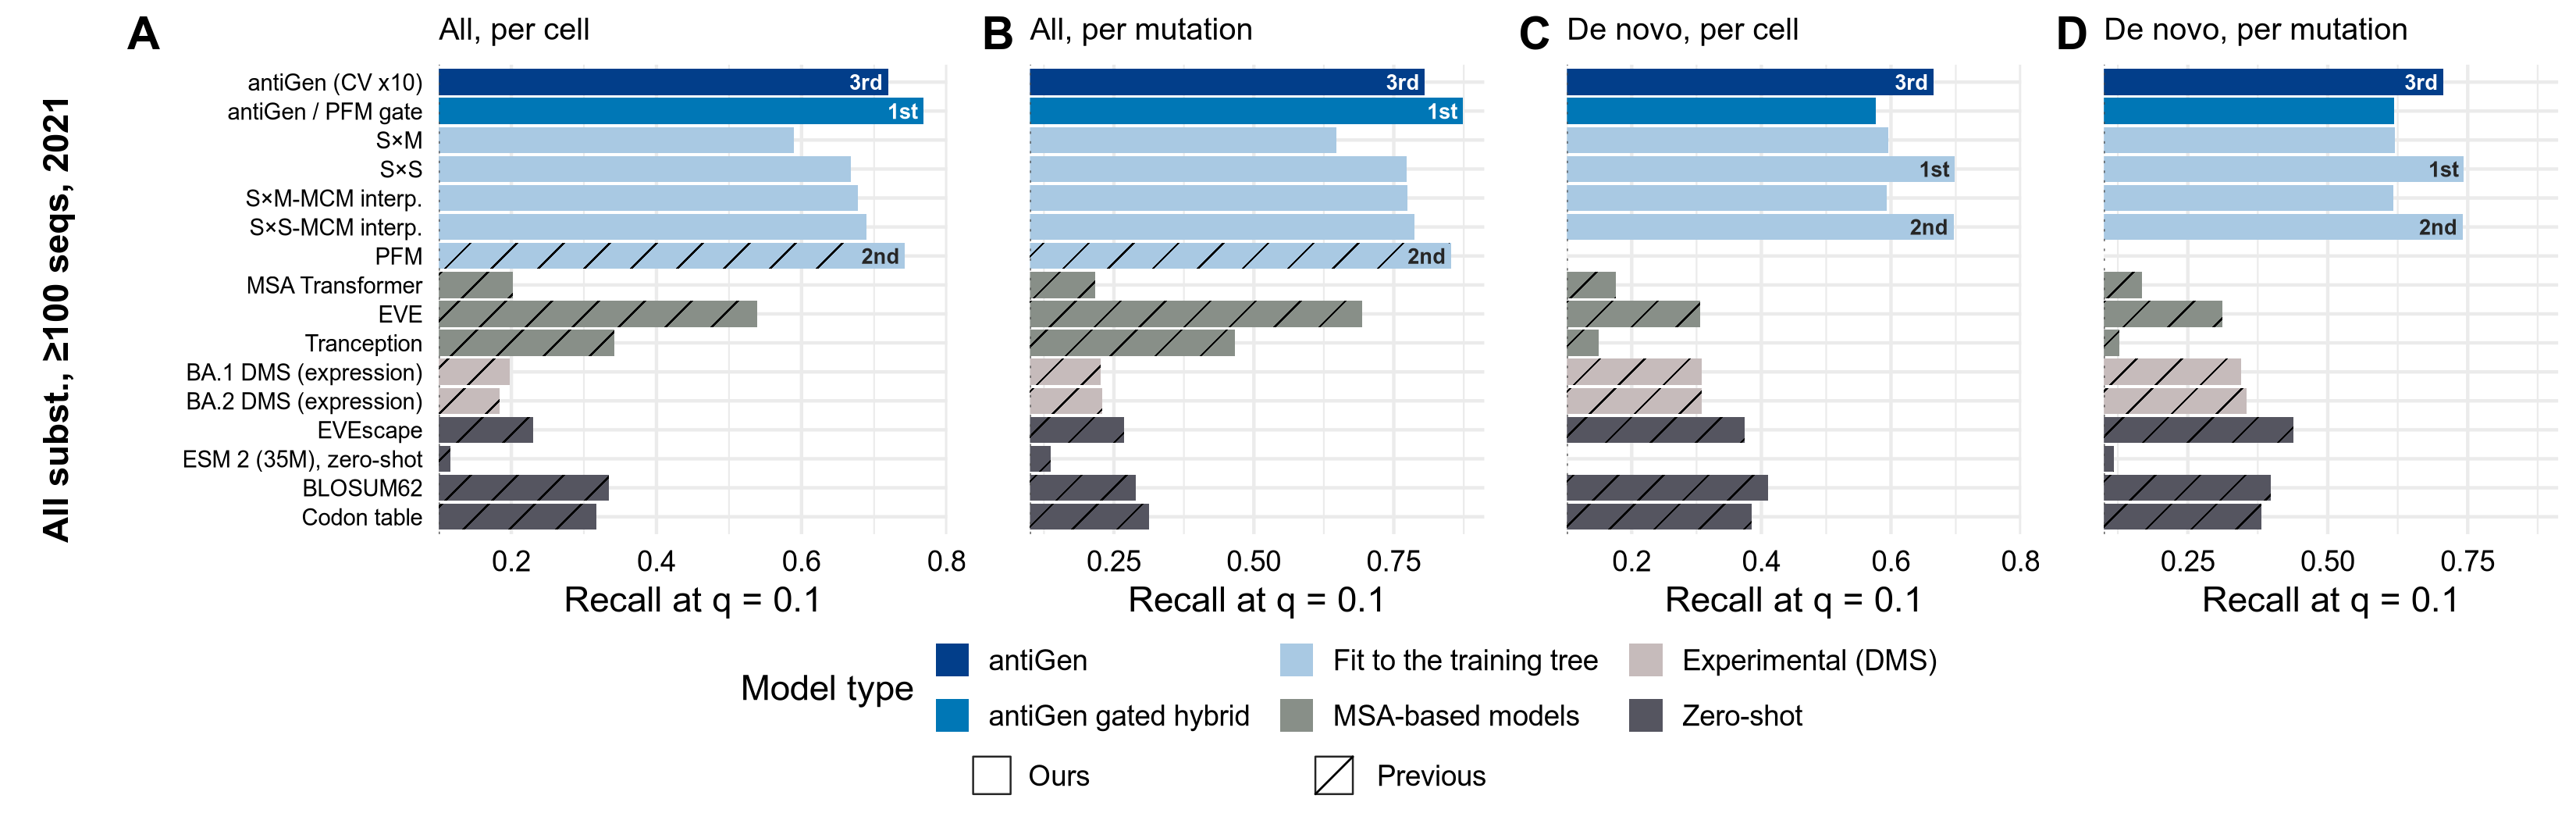 A All, per cell
B All, per mutation
C De novo, per cell
D De novo, per mutation
All subst., ≥100 seqs, 2021
antiGen (CV x10)
antiGen / PFM gate
S×M
S×S
S×M-MCM interp.
S×S-MCM interp.
PFM
MSA Transformer
EVE
Tranception
BA.1 DMS (expression)
BA.2 DMS (expression)
EVEscape
ESM 2 (35M), zero-shot
BLOSUM62
Codon table
3rd
1st
2nd
3rd
1st
2nd
3rd
1st
2nd
3rd
1st
2nd
0.2 0.4 0.6 0.8
0.25 0.50 0.75
0.2 0.4 0.6 0.8
0.25 0.50 0.75
Recall at q = 0.1
Recall at q = 0.1
Recall at q = 0.1
Recall at q = 0.1
Model type
antiGen
Fit to the training tree
Experimental (DMS)
antiGen gated hybrid
MSA-based models
Zero-shot
Ours
Previous